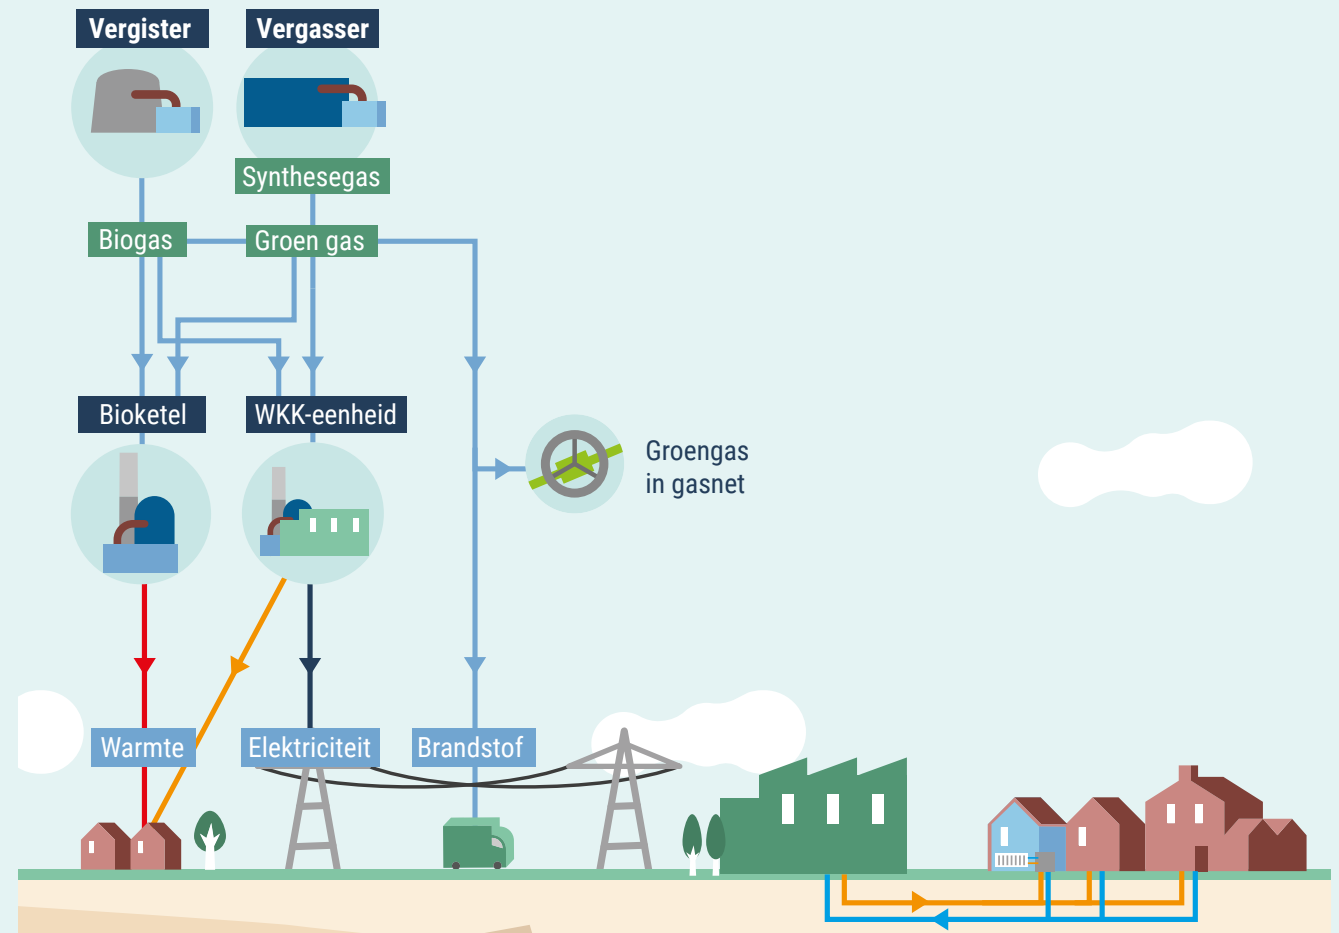 Vergister
Vergasser
Synthesegas
Biogas
Groen gas
Bioketel
WKK-eenheid
Groengas
in gasnet
Warmte
Elektriciteit
Brandstof